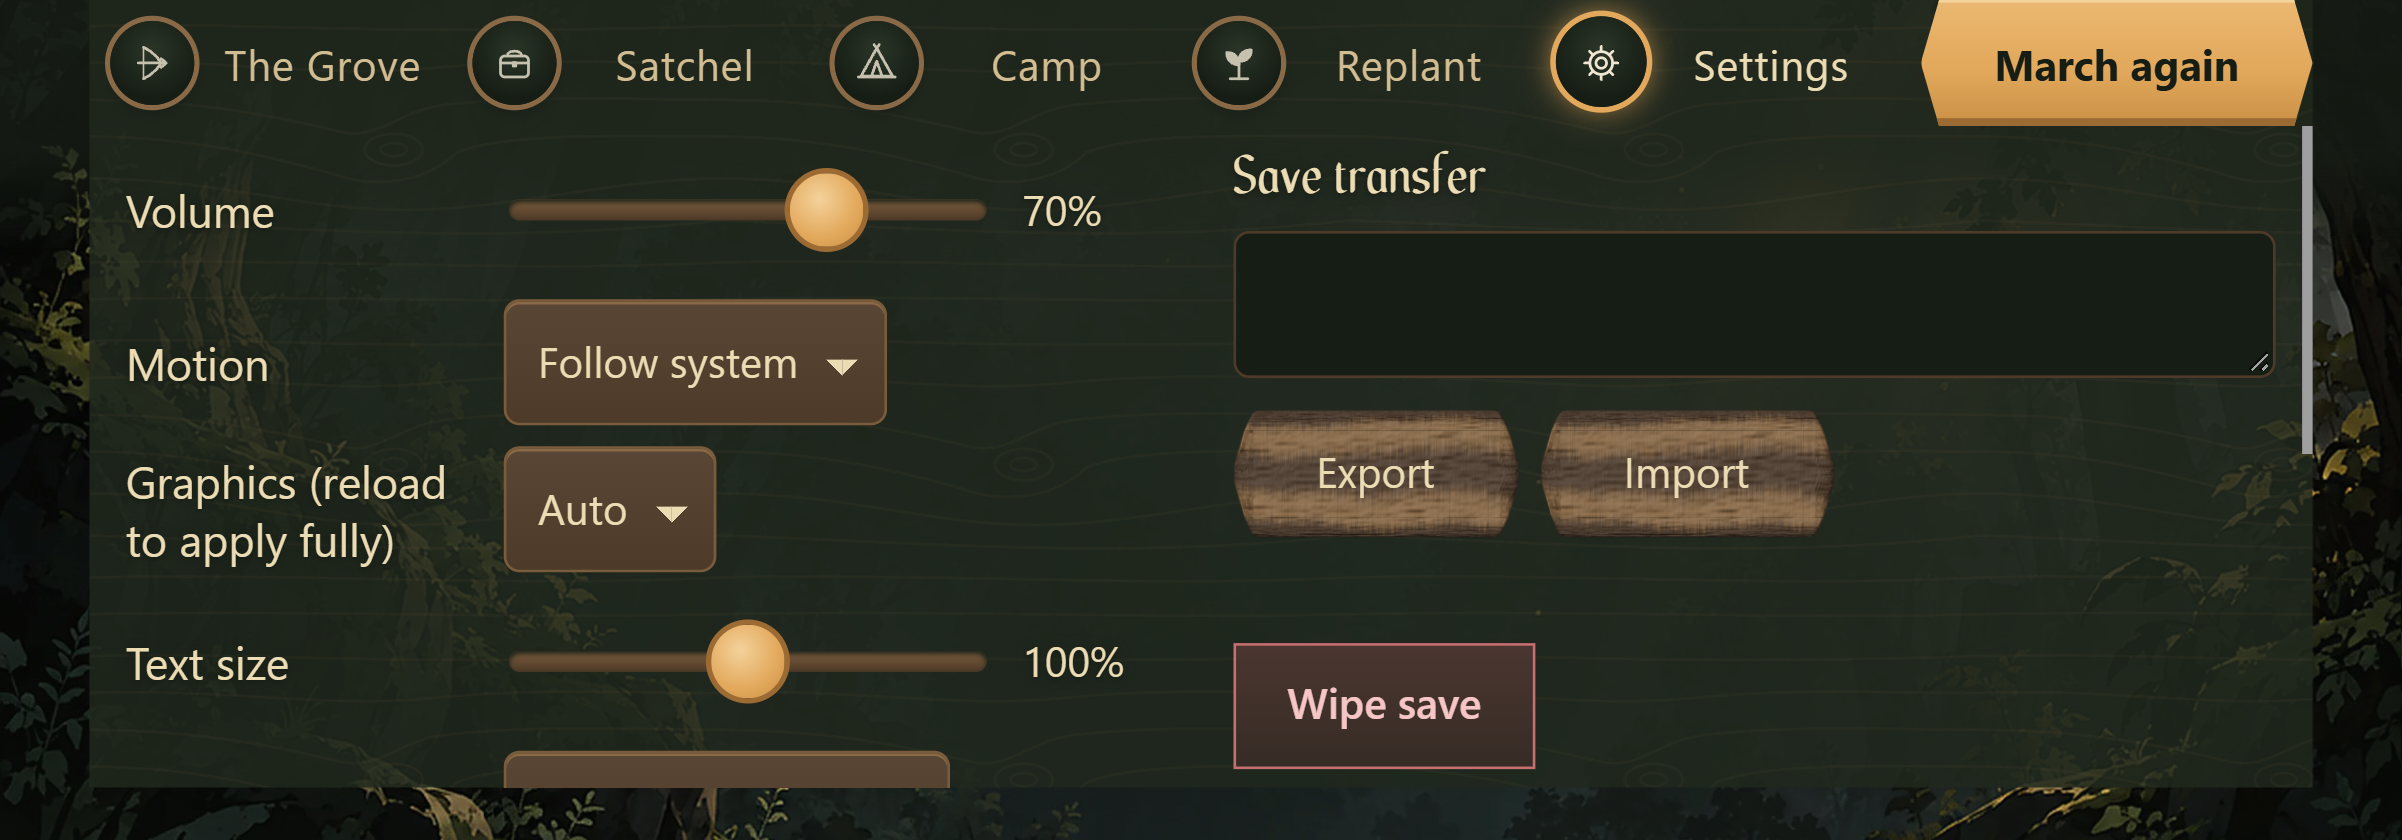 The Grove
Satchel
Camp
Replant
Settings
March again
Volume
70%
Motion
Follow system
Graphics (reload
to apply fully)
Auto
Text size
100%
Save transfer
Export
Import
Wipe save